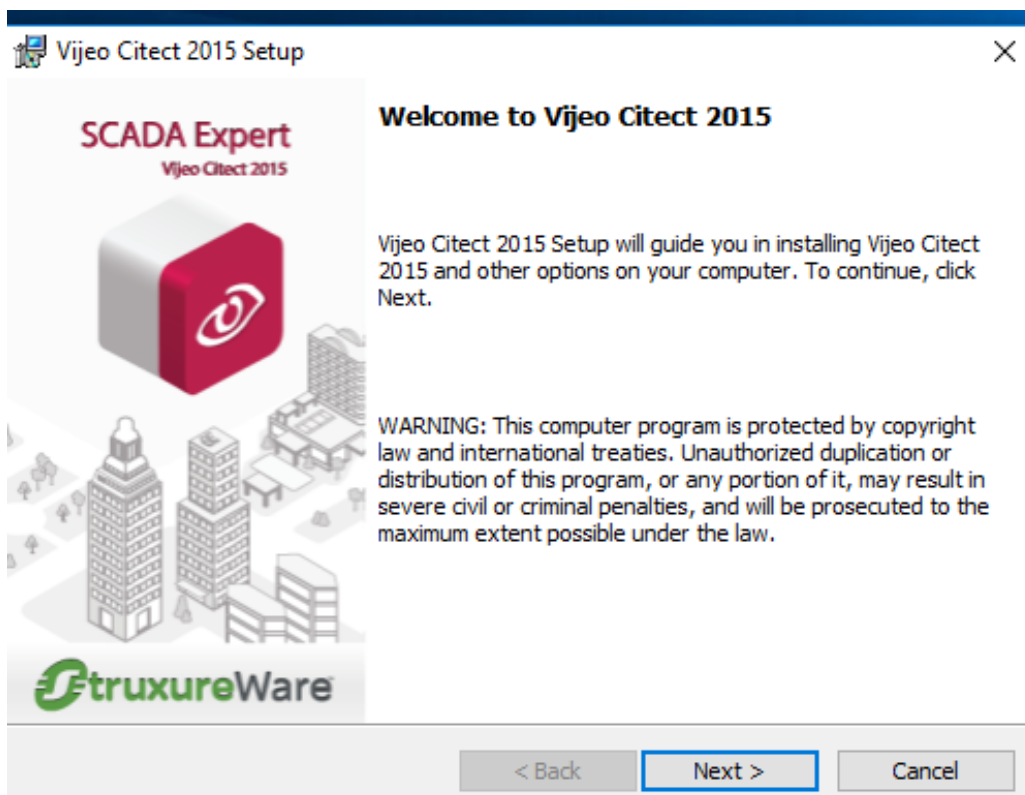 Vijeo Citect 2015 Setup
SCADA Expert
Vijeo Citect 2015
Welcome to Vijeo Citect 2015
Vijeo Citect 2015 Setup will guide you in installing Vijeo Citect
2015 and other options on your computer. To continue, click
Next.
WARNING: This computer program is protected by copyright
law and international treaties. Unauthorized duplication or
distribution of this program, or any portion of it, may result in
severe civil or criminal penalties, and will be prosecuted to the
maximum extent possible under the law.
StruxureWare
< Back
Next >
Cancel